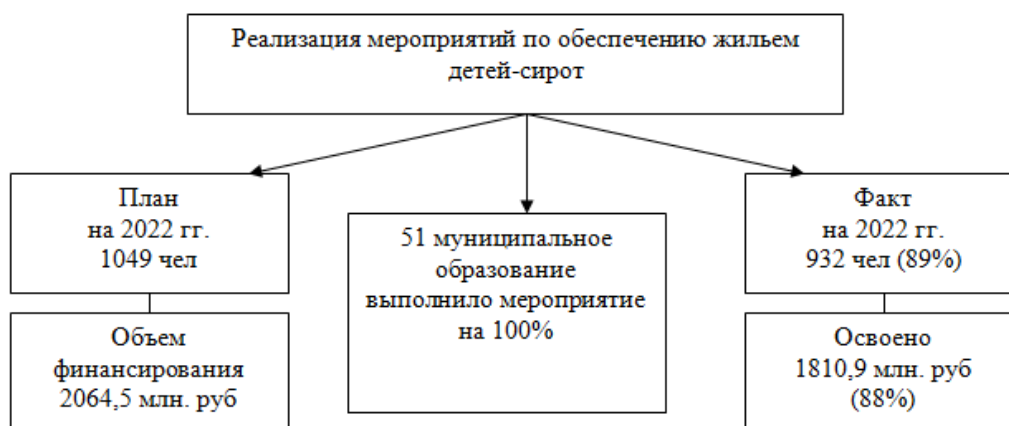 Реализация мероприятий по обеспечению жильем
детей-сирот
План
на 2022 гг.
1049 чел
51 муниципальное
образование
выполнило мероприятие
на 100%
Факт
на 2022 гг.
932 чел (89%)
Объем
финансирования
2064,5 млн. руб
Освоено
1810,9 млн. руб
(88%)